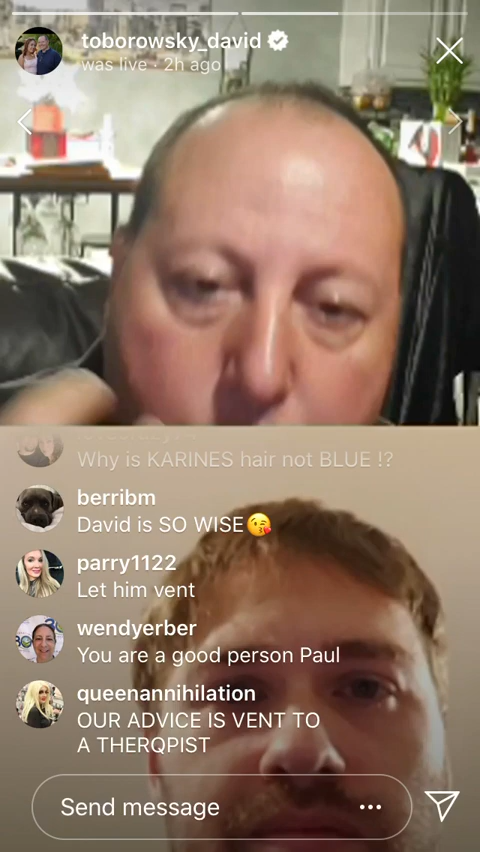 toborowsky_david
was live · 2h ago
Why is KARINES hair not BLUE !?
berribm
David is SO WISE😘
parry1122
Let him vent
wendyerber
You are a good person Paul
queenannihilation
OUR ADVICE IS VENT TO
A THERQPIST
Send message